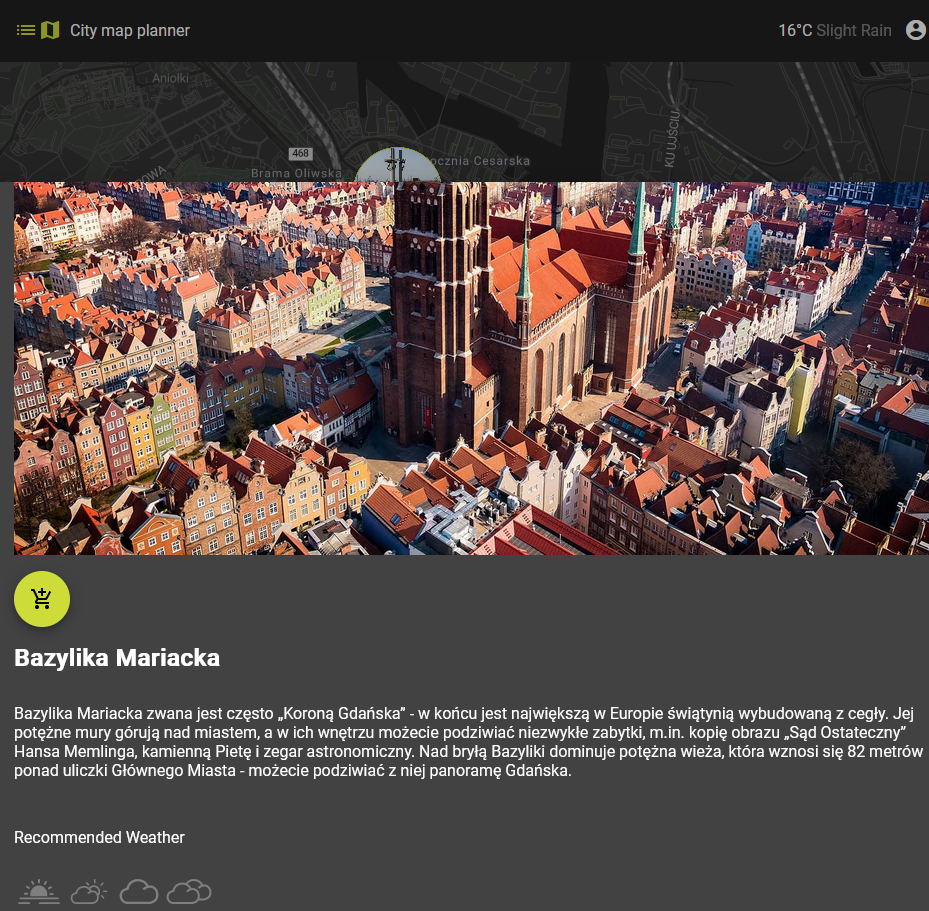 City map planner
16°C Slight Rain
Aniołki
KU UJŚCIU
468
ocznia Cesarska
Brama Oliwska
OWA
Bazylika Mariacka
Bazylika Mariacka zwana jest często „Koroną Gdańska” - w końcu jest największą w Europie świątynią wybudowaną z cegły. Jej
potężne mury górują nad miastem, a w ich wnętrzu możecie podziwiać niezwykłe zabytki, m.in. kopię obrazu „Sąd Ostateczny”
Hansa Memlinga, kamienną Pietę i zegar astronomiczny. Nad bryłą Bazyliki dominuje potężna wieża, która wznosi się 82 metrów
ponad uliczki Głównego Miasta - możecie podziwiać z niej panoramę Gdańska.
Recommended Weather